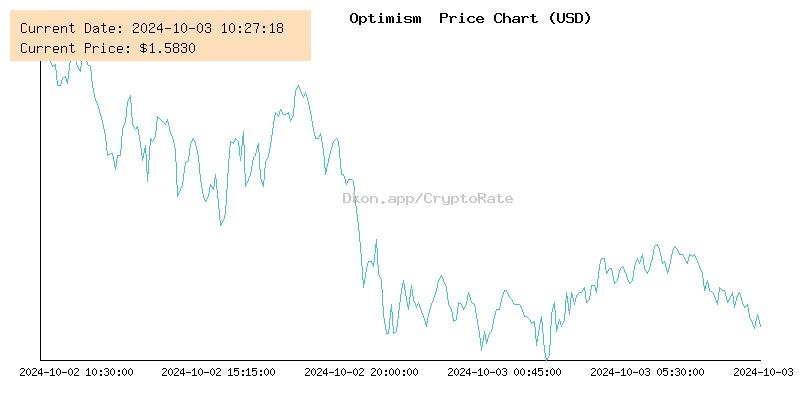 Optimism Price Chart (USD)
Current Date: 2024-10-03 10:27:18
Current Price: $1.5830
Dkon.app/CryptoRate
2024-10-02 10:30:00 2024-10-02 15:15:00 2024-10-02 20:00:00 2024-10-03 00:45:00 2024-10-03 05:30:00 2024-10-03